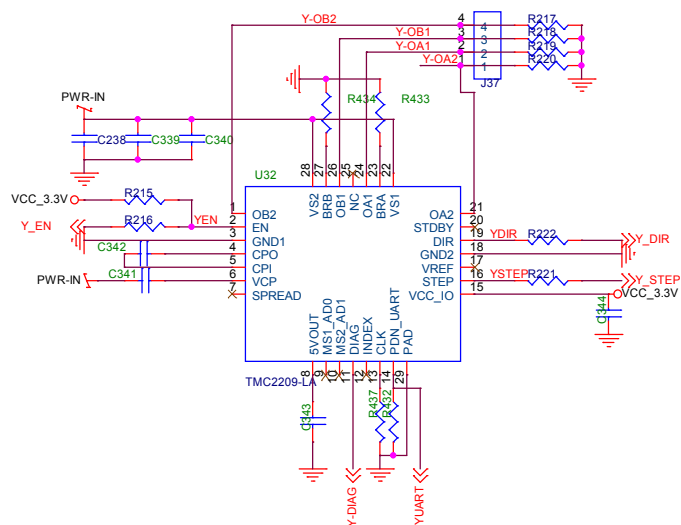 Y-OB2
4
4
R217
Y-OB1
3
3
R218
Y-OA1
2
2
R219
Y-OA2
1
1
R220
J37
PWR-IN
R434
R433
C238
C339
C340
U32
28
27
26
25
24
23
22
VS2
BRB
OB1
NC
OA1
BRA
VS1
VCC_3.3V
R215
1
OB2
OA2
21
Y_EN
R216
YEN
2
EN
STDBY
20
3
GND1
DIR
19
YDIR
R222
Y_DIR
C342
4
CPO
GND2
18
5
CPI
VREF
17
PWR-IN
C341
6
VCP
STEP
16
YSTEP
R221
Y_STEP
7
SPREAD
VCC_IO
15
VCC_3.3V
C344
5VOUT
MS1_AD0
MS2_AD1
DIAG
INDEX
CLK
PDN_UART
PAD
TMC2209-LA
8
9
10
11
12
13
14
29
C343
R437
R432
Y-DIAG
YUART